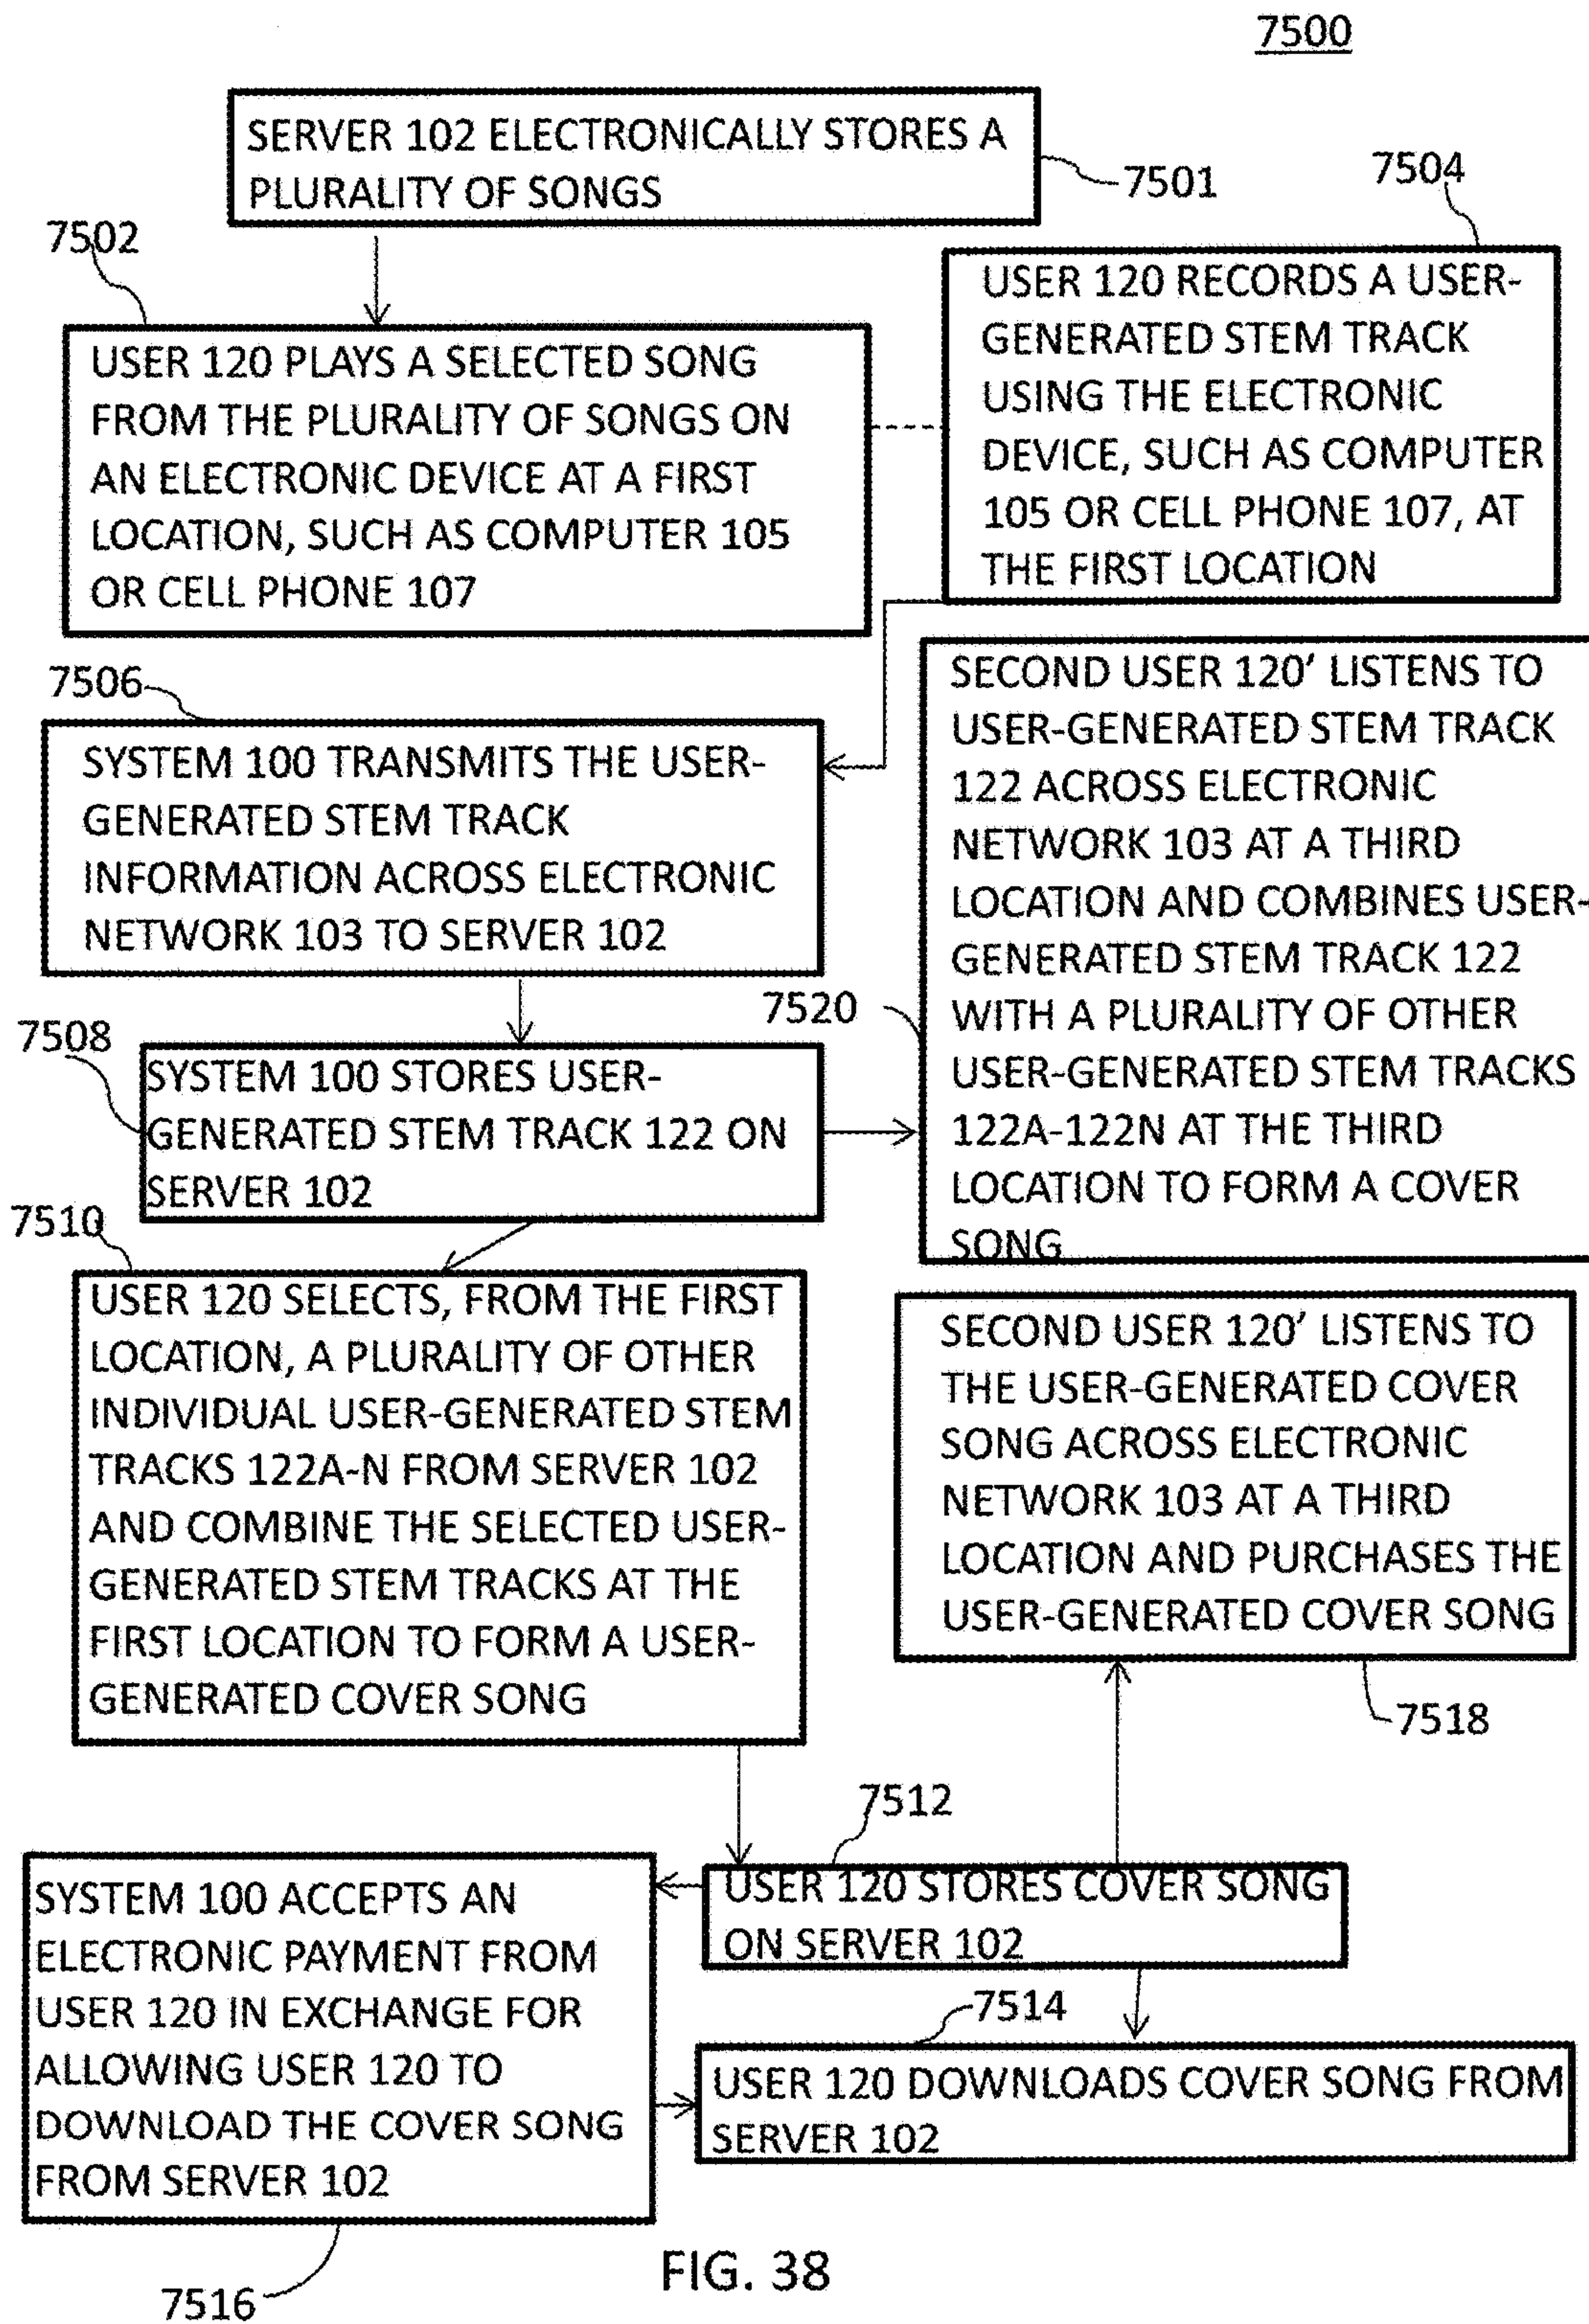 7500
SERVER 102 ELECTRONICALLY STORES A
PLURALITY OF SONGS
7501
7504
7502
USER 120 PLAYS A SELECTED SONG
FROM THE PLURALITY OF SONGS ON
AN ELECTRONIC DEVICE AT A FIRST
LOCATION, SUCH AS COMPUTER 105
OR CELL PHONE 107
USER 120 RECORDS A USER-
GENERATED STEM TRACK
USING THE ELECTRONIC
DEVICE, SUCH AS COMPUTER
105 OR CELL PHONE 107, AT
THE FIRST LOCATION
7506
SYSTEM 100 TRANSMITS THE USER-
GENERATED STEM TRACK
INFORMATION ACROSS ELECTRONIC
NETWORK 103 TO SERVER 102
7508
SYSTEM 100 STORES USER-
GENERATED STEM TRACK 122 ON
SERVER 102
7520
SECOND USER 120' LISTENS TO
USER-GENERATED STEM TRACK
122 ACROSS ELECTRONIC
NETWORK 103 AT A THIRD
LOCATION AND COMBINES USER-
GENERATED STEM TRACK 122
WITH A PLURALITY OF OTHER
USER-GENERATED STEM TRACKS
122A-122N AT THE THIRD
LOCATION TO FORM A COVER
SONG
7510
USER 120 SELECTS, FROM THE FIRST
LOCATION, A PLURALITY OF OTHER
INDIVIDUAL USER-GENERATED STEM
TRACKS 122A-N FROM SERVER 102
AND COMBINE THE SELECTED USER-
GENERATED STEM TRACKS AT THE
FIRST LOCATION TO FORM A USER-
GENERATED COVER SONG
SECOND USER 120' LISTENS TO
THE USER-GENERATED COVER
SONG ACROSS ELECTRONIC
NETWORK 103 AT A THIRD
LOCATION AND PURCHASES THE
USER-GENERATED COVER SONG
7518
7512
USER 120 STORES COVER SONG
ON SERVER 102
SYSTEM 100 ACCEPTS AN
ELECTRONIC PAYMENT FROM
USER 120 IN EXCHANGE FOR
ALLOWING USER 120 TO
DOWNLOAD THE COVER SONG
FROM SERVER 102
7514
USER 120 DOWNLOADS COVER SONG FROM
SERVER 102
7516
FIG. 38